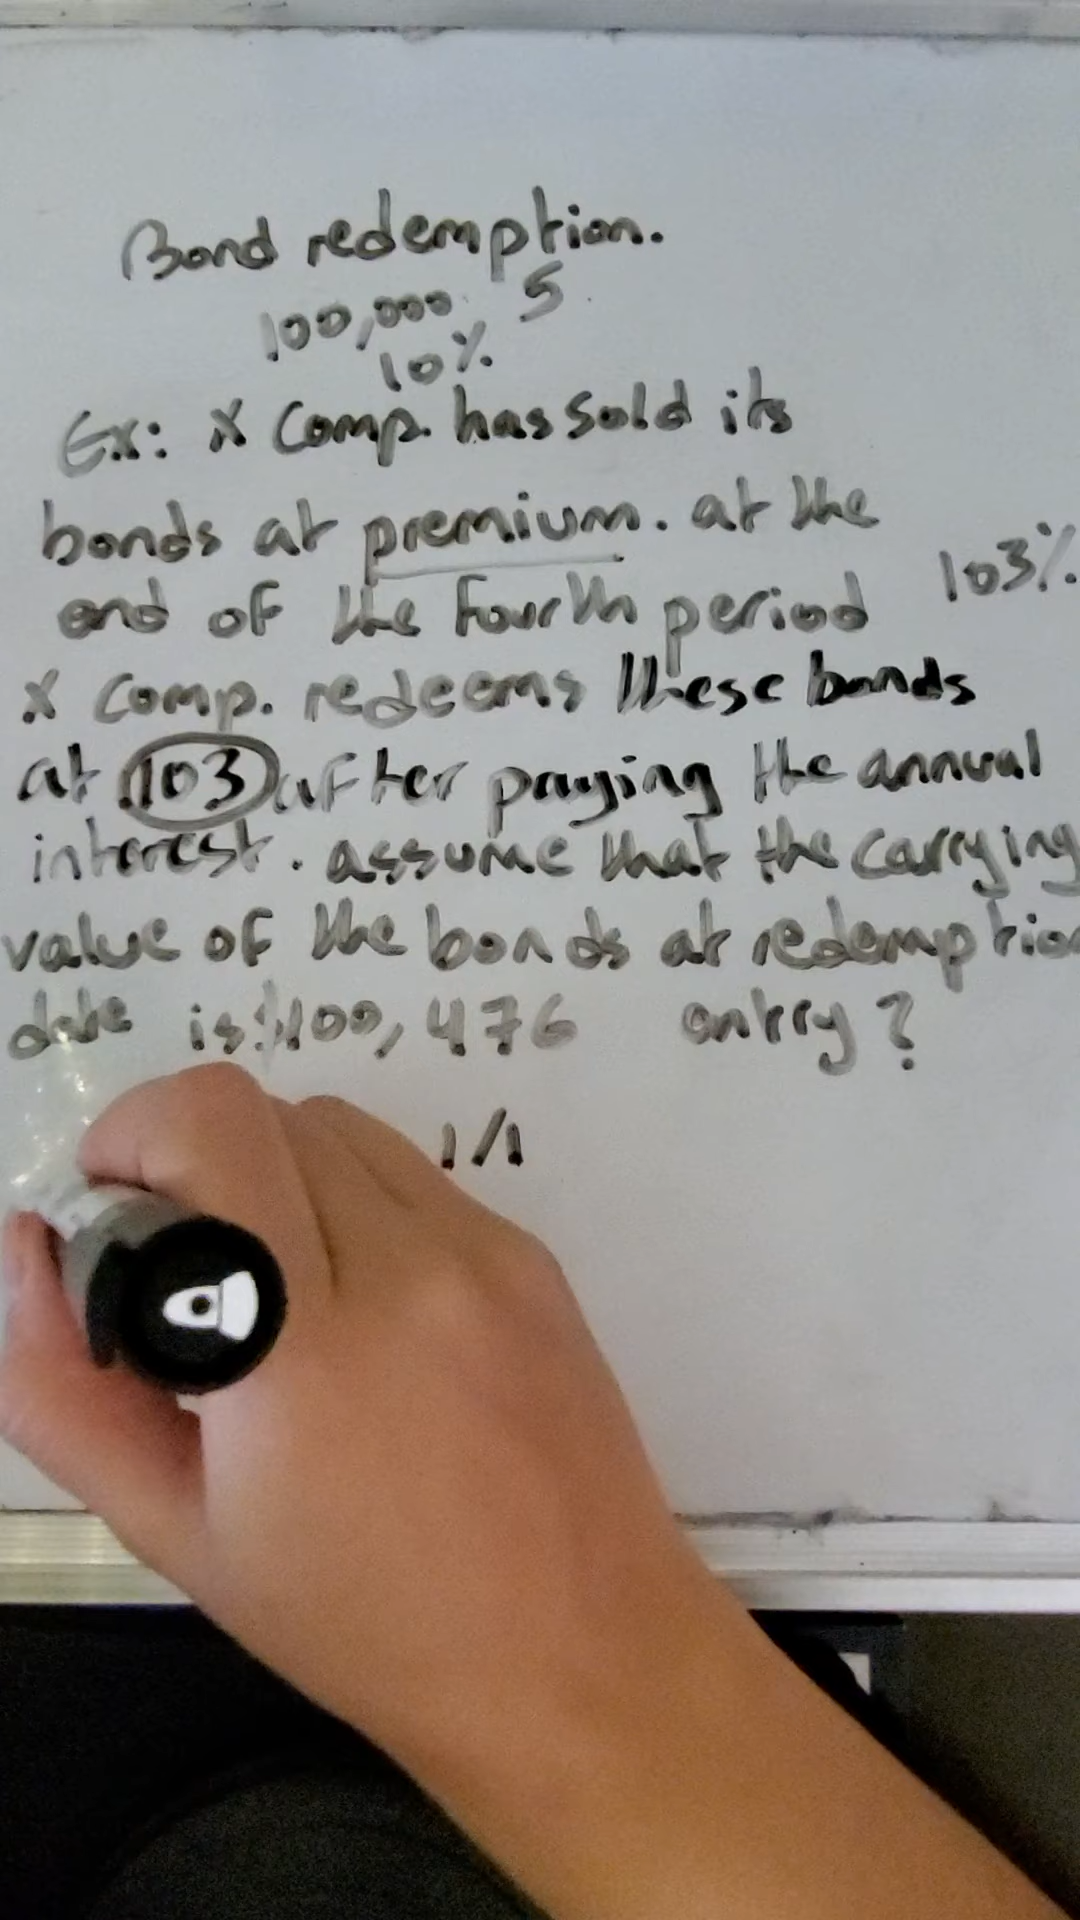 Bond redemption.
100,000 5
10%
Ex: X Comp. has sold its
bonds at premium. at the
end of the fourth period 103%.
X Comp. redeems these bonds
at 103 after paying the annual
interest. assume that the carrying
value of the bonds at redemption
date is $100,476 entry?
1/1